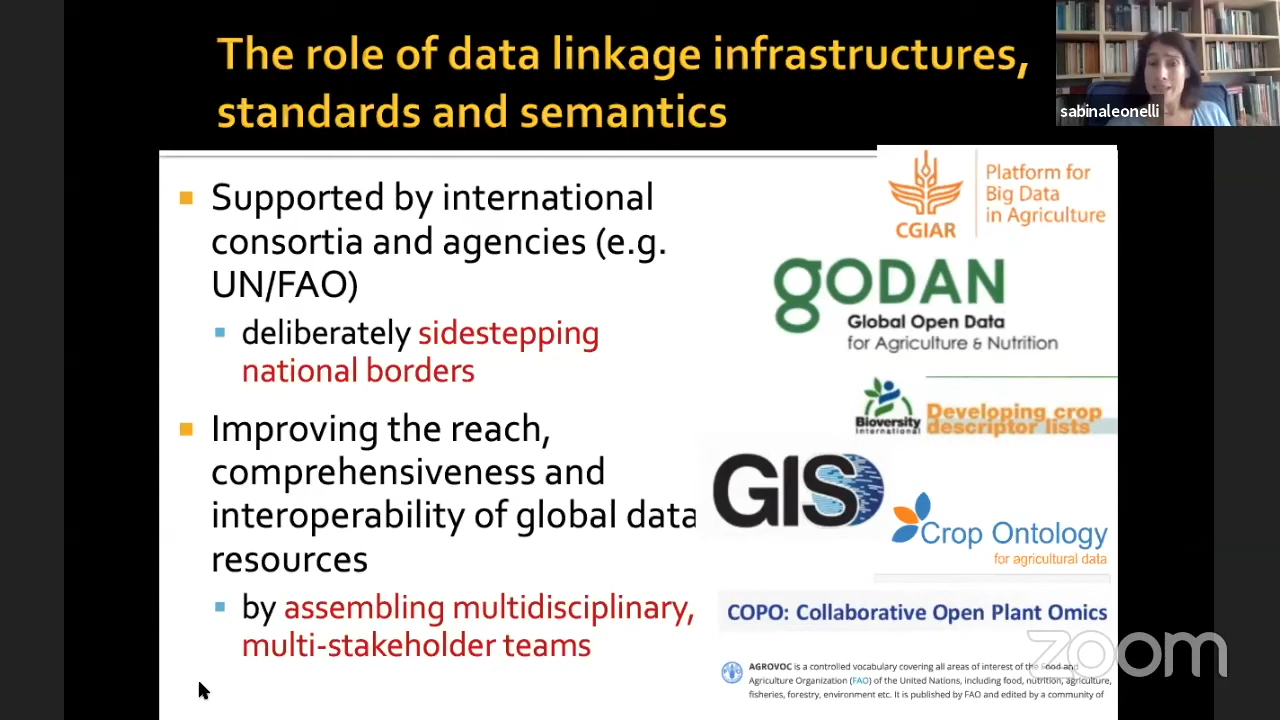 The role of data linkage infrastructures,
standards and semantics
sabinaleonelli
Supported by international
consortia and agencies (e.g.
UN/FAO)
deliberately sidestepping
national borders
Improving the reach,
comprehensiveness and
interoperability of global data
resources
by assembling multidisciplinary,
multi-stakeholder teams
CGIAR
Platform for
Big Data
in Agriculture
GODAN
Global Open Data
for Agriculture & Nutrition
Bioversity
International
Developing crop
descriptor lists
GIS
Crop Ontology
for agricultural data
COPO: Collaborative Open Plant Omics
AGROVOC is a controlled vocabulary covering all areas of interest of the Food and
Agriculture Organization (FAO) of the United Nations, including food, nutrition, agriculture,
fisheries, forestry, environment etc. It is published by FAO and edited by a community of
zoom